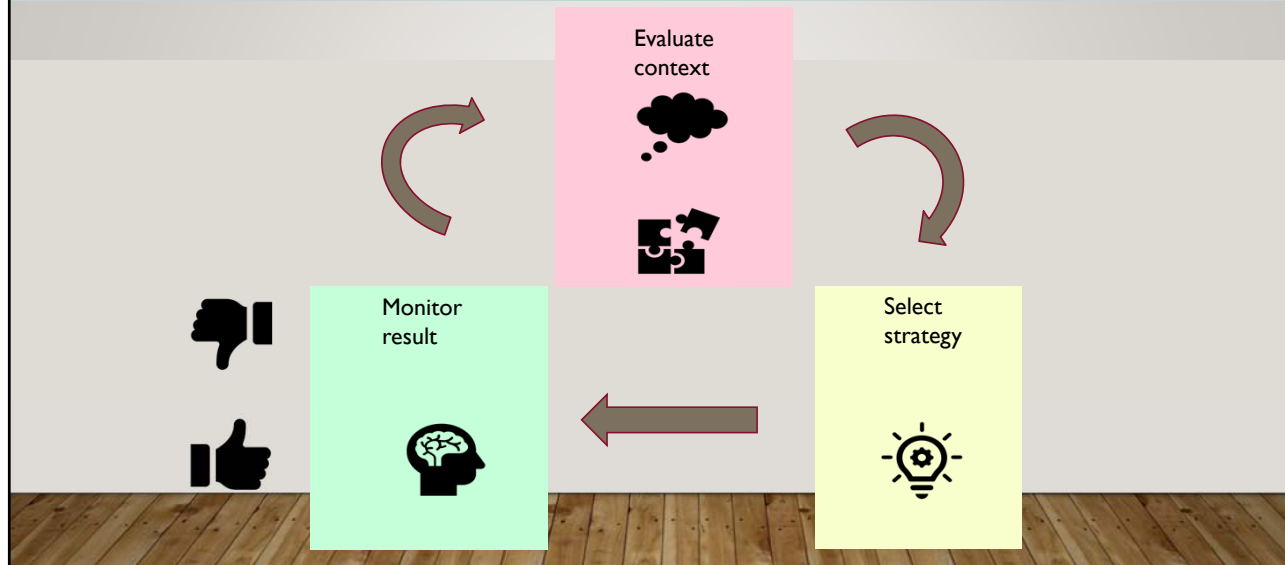 Evaluate
context
Monitor
result
Select
strategy